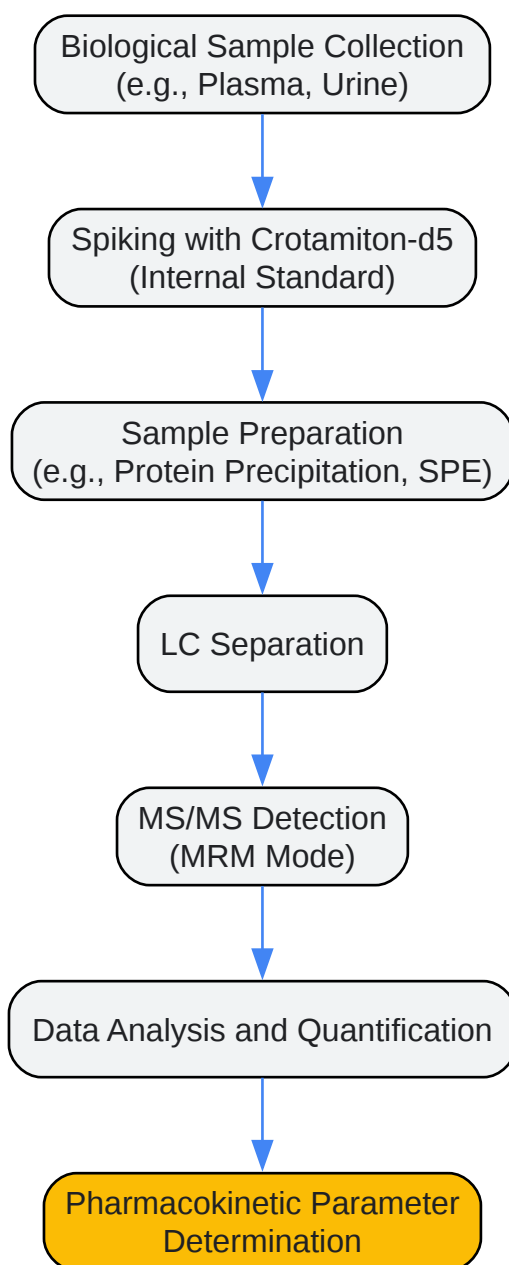 Biological Sample Collection
(e.g., Plasma, Urine)
Spiking with Crotamiton-d5
(Internal Standard)
Sample Preparation
(e.g., Protein Precipitation, SPE)
LC Separation
MS/MS Detection
(MRM Mode)
Data Analysis and Quantification
Pharmacokinetic Parameter
Determination